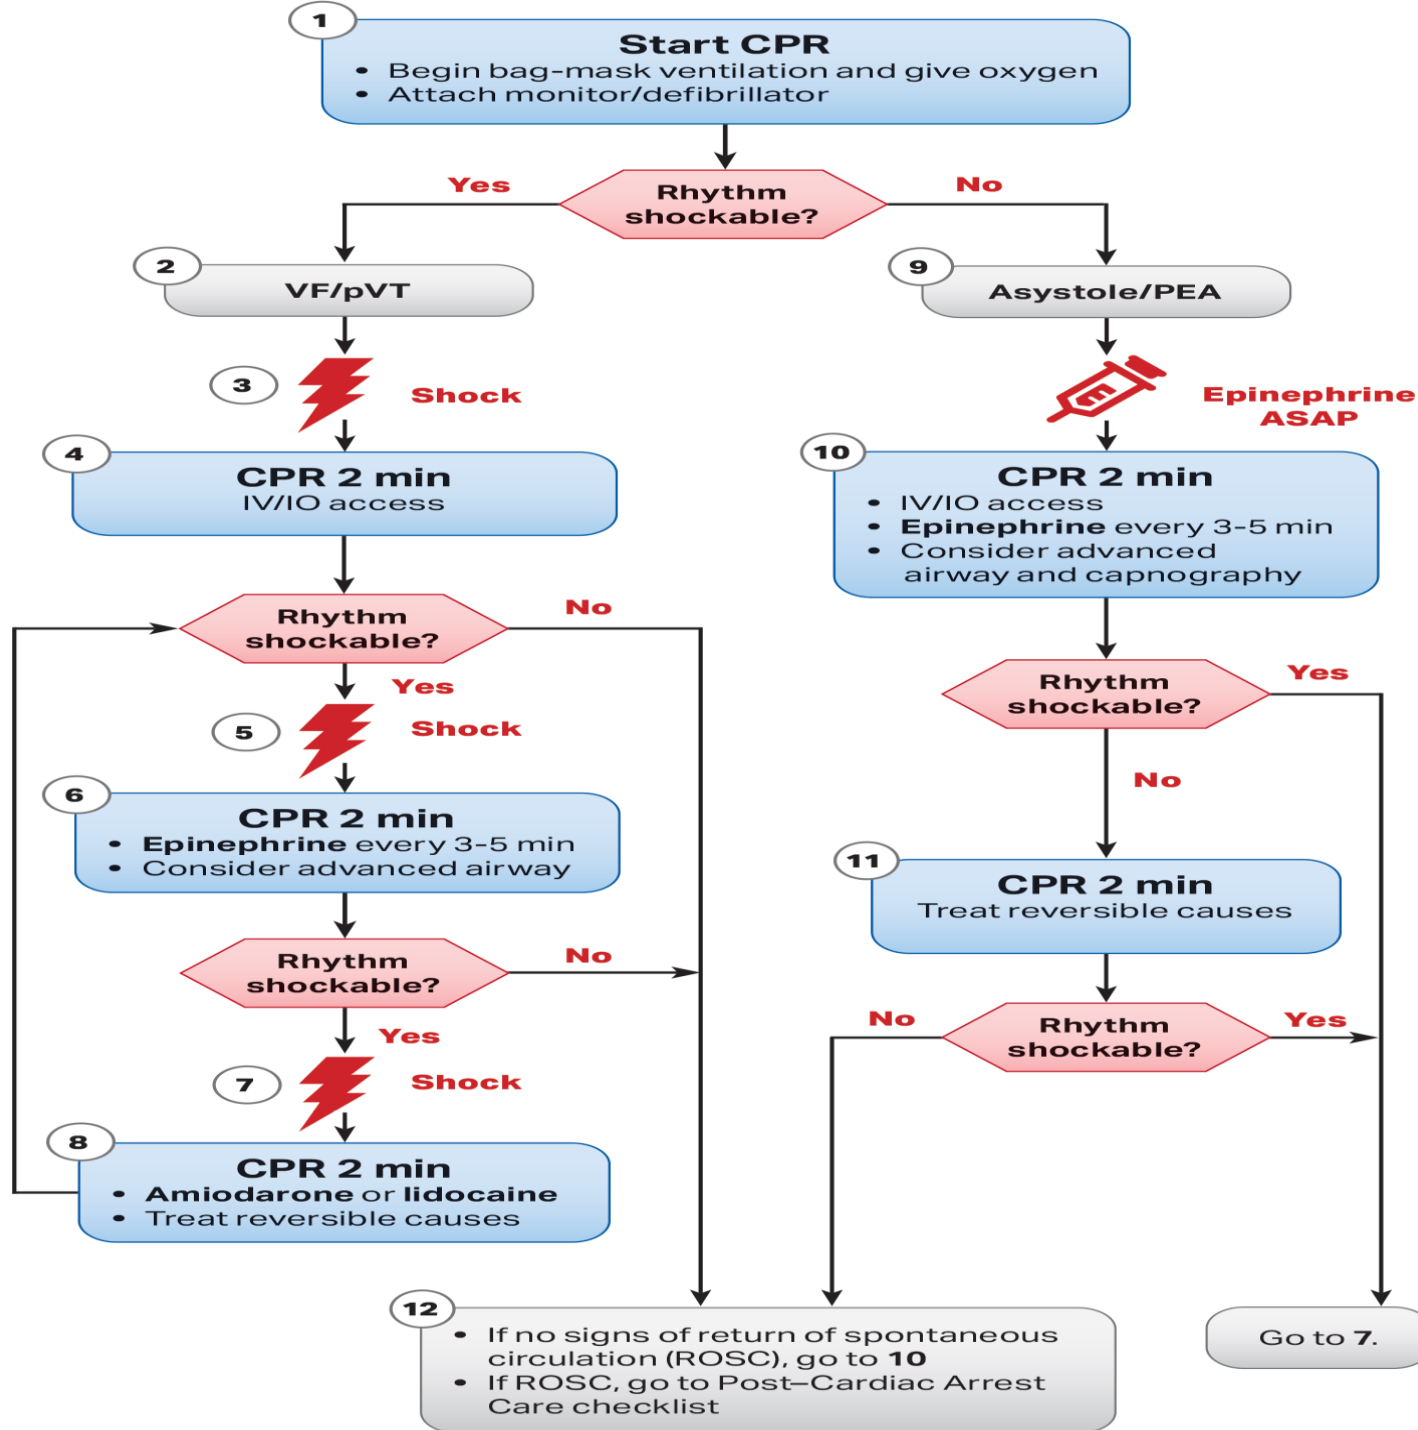 1
Start CPR
• Begin bag-mask ventilation and give oxygen
• Attach monitor/defibrillator
Yes
Rhythm
shockable?
No
2
VF/pVT
9
Asystole/PEA
3
Shock
Epinephrine
ASAP
E
4
CPR 2 min
IV/IO access
10
CPR 2 min
• IV/IO access
• Epinephrine every 3-5 min
• Consider advanced
airway and capnography
Rhythm
shockable?
No
Yes
5
Shock
Rhythm
shockable?
Yes
No
6
CPR 2 min
• Epinephrine every 3-5 min
• Consider advanced airway
11
CPR 2 min
Treat reversible causes
Rhythm
shockable?
No
Yes
7
Shock
No
Rhythm
shockable?
Yes
8
CPR 2 min
• Amiodarone or lidocaine
• Treat reversible causes
12
• If no signs of return of spontaneous
circulation (ROSC), go to 10
• If ROSC, go to Post–Cardiac Arrest
Care checklist
Go to 7.